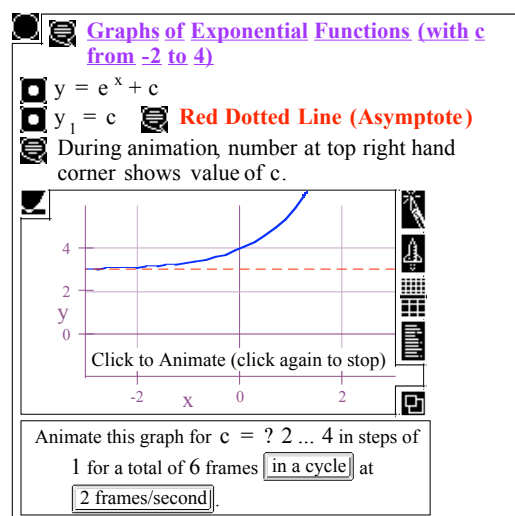 Graphs of Exponential Functions (with c
from -2 to 4)
y = e^x + c
y₁ = c Red Dotted Line (Asymptote)
During animation, number at top right hand
corner shows value of c.
4
2
y
0
Click to Animate (click again to stop)
-2 x 0 2
Animate this graph for c = ? 2 ... 4 in steps of
1 for a total of 6 frames in a cycle at
2 frames/second.